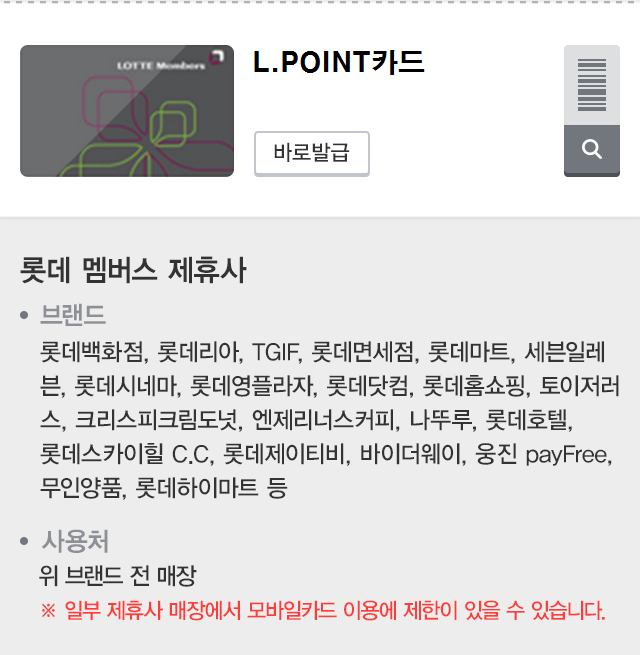 LOTTE Members
L.POINT카드
바로발급
롯데 멤버스 제휴사
• 브랜드
롯데백화점, 롯데리아, TGIF, 롯데면세점, 롯데마트, 세븐일레
븐, 롯데시네마, 롯데영플라자, 롯데닷컴, 롯데홈쇼핑, 토이저러
스, 크리스피크림도넛, 엔제리너스커피, 나뚜루, 롯데호텔,
롯데스카이힐 C.C, 롯데제이티비, 바이더웨이, 웅진 payFree,
무인양품, 롯데하이마트 등
• 사용처
위 브랜드 전 매장
※ 일부 제휴사 매장에서 모바일카드 이용에 제한이 있을 수 있습니다.